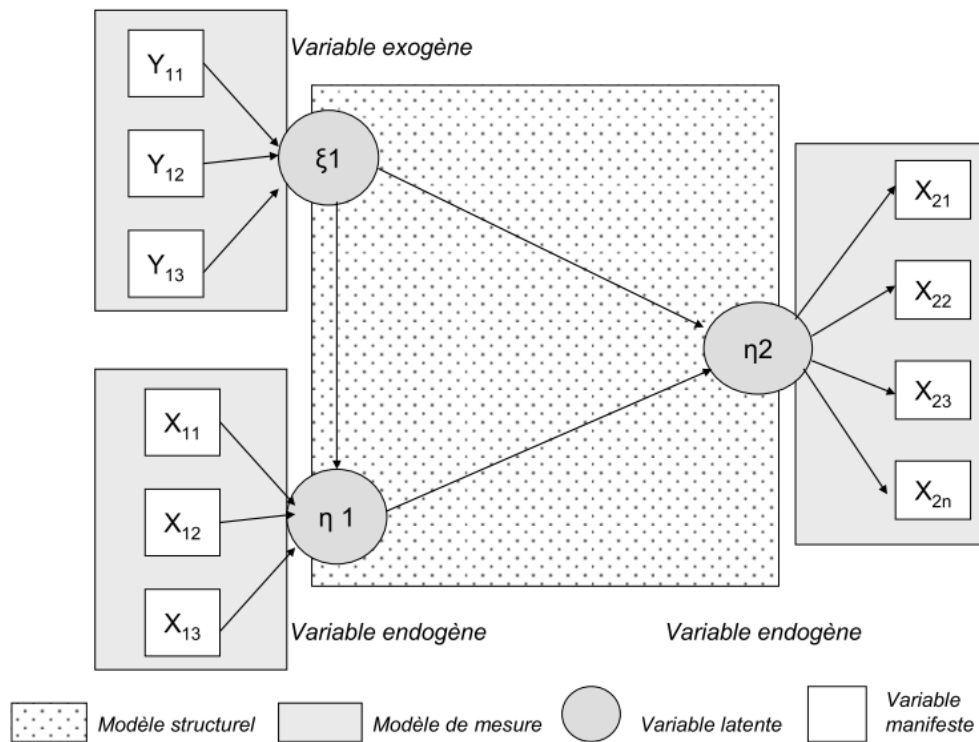 Variable exogène
Y11
Y12
Y13
ξ1
X11
X12
X13
η 1
η2
X21
X22
X23
X2n
Variable endogène
Variable endogène
Modèle structurel
Modèle de mesure
Variable latente
Variable
manifeste